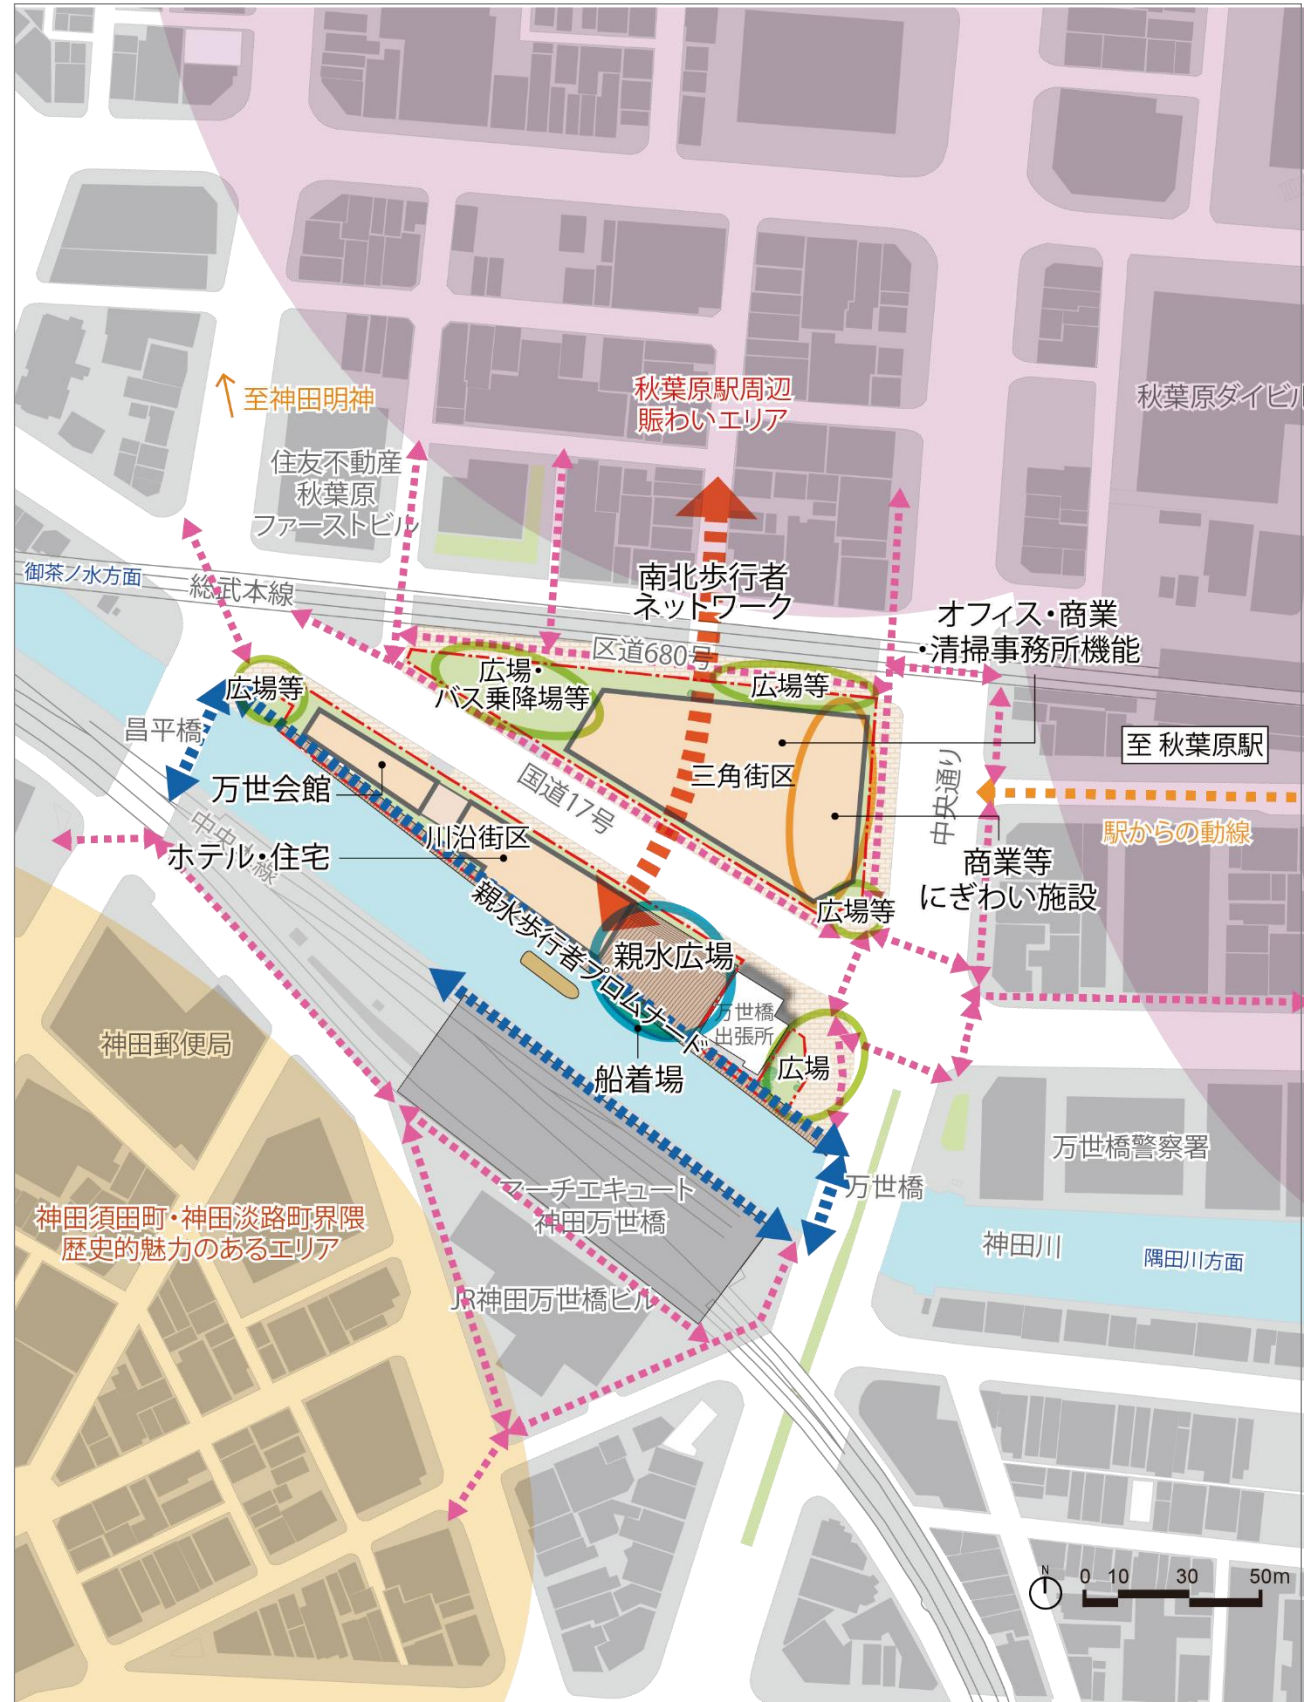 秋葉原駅周辺
賑わいエリア
秋葉原ダイビル
至神田明神
住友不動産
秋葉原
ファーストビル
御茶ノ水方面
総武本線
南北歩行者
ネットワーク
オフィス・商業
・清掃事務所機能
区道680号
広場・
バス乗降場等
広場等
広場等
昌平橋
至 秋葉原駅
三角街区
中央通り
万世会館
国道17号
駅からの動線
中央線
川沿街区
ホテル・住宅
商業等
にぎわい施設
広場等
親水歩行者プロムナード
親水広場
万世橋
出張所
神田郵便局
船着場
広場
万世橋警察署
マーチエキュート
神田万世橋
万世橋
神田須田町・神田淡路町界隈
歴史的魅力のあるエリア
神田川
隅田川方面
JR神田万世橋ビル
N
0 10 30 50m